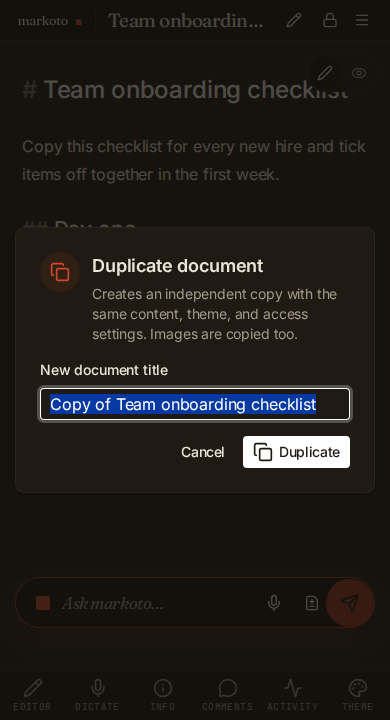 markoto
Team onboardin...
# Team onboarding checklist
Copy this checklist for every new hire and tick
items off together in the first week.
## Day one
Duplicate document
Creates an independent copy with the
same content, theme, and access
settings. Images are copied too.
New document title
Copy of Team onboarding checklist
Cancel
Duplicate
Ask markoto...
EDITOR
DICTATE
INFO
COMMENTS
ACTIVITY
THEME